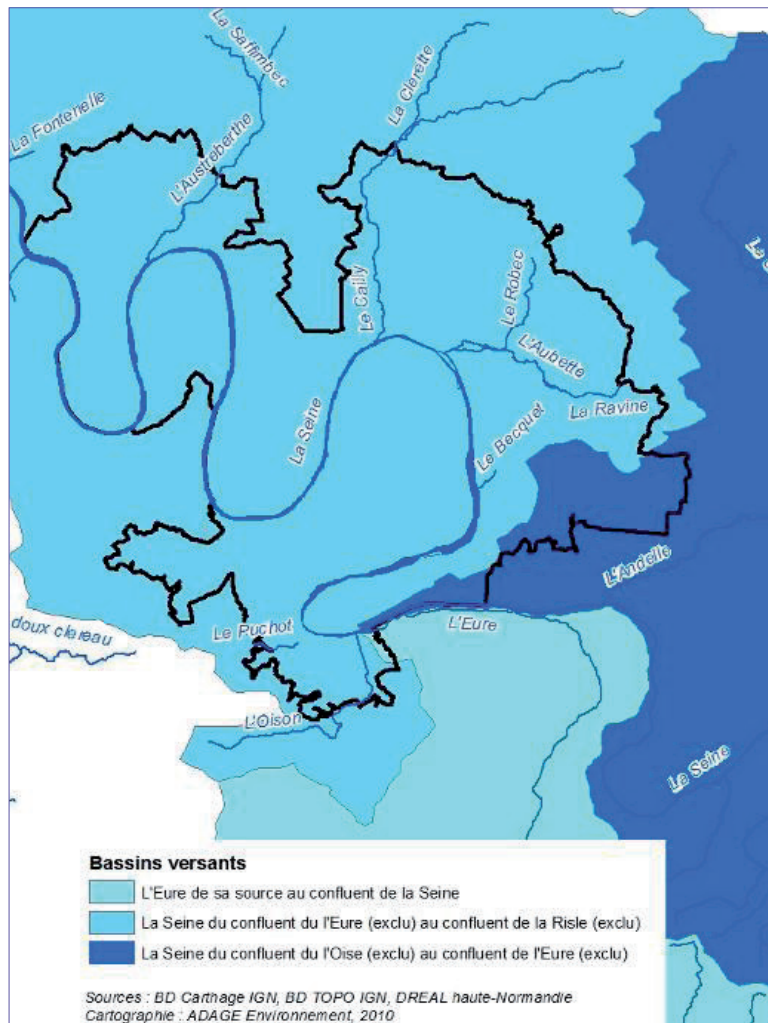 La Saffimbec
La Clerette
La Fontenelle
L'Austreberthe
Le Cailly
Le Robec
L'Aubette
La Ravine
La Seine
Le Becquet
L'Andelle
L'Eure
Le Puchot
doux clereau
L'Oison
La Seine
Bassins versants
L'Eure de sa source au confluent de la Seine
La Seine du confluent du l'Eure (exclu) au confluent de la Risle (exclu)
La Seine du confluent du l'Oise (exclu) au confluent de l'Eure (exclu)
Sources : BD Carthage IGN, BD TOPO IGN, DREAL haute-Normandie
Cartographie : ADAGE Environnement, 2010